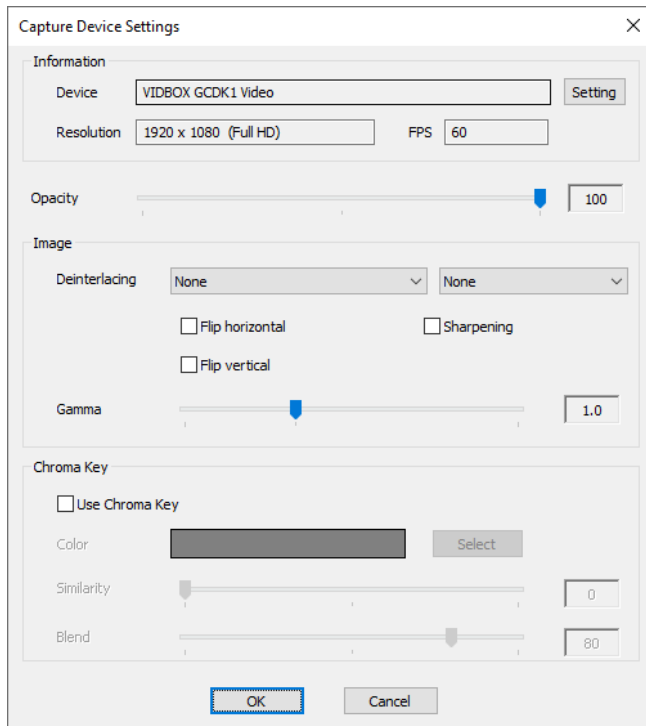 Capture Device Settings
Information
Device VIDBOX GCDK1 Video Setting
Resolution 1920 x 1080 (Full HD) FPS 60
Opacity 100
Image
Deinterlacing None None
Flip horizontal Sharpening
Flip vertical
Gamma 1.0
Chroma Key
Use Chroma Key
Color Select
Similarity 0
Blend 80
OK Cancel